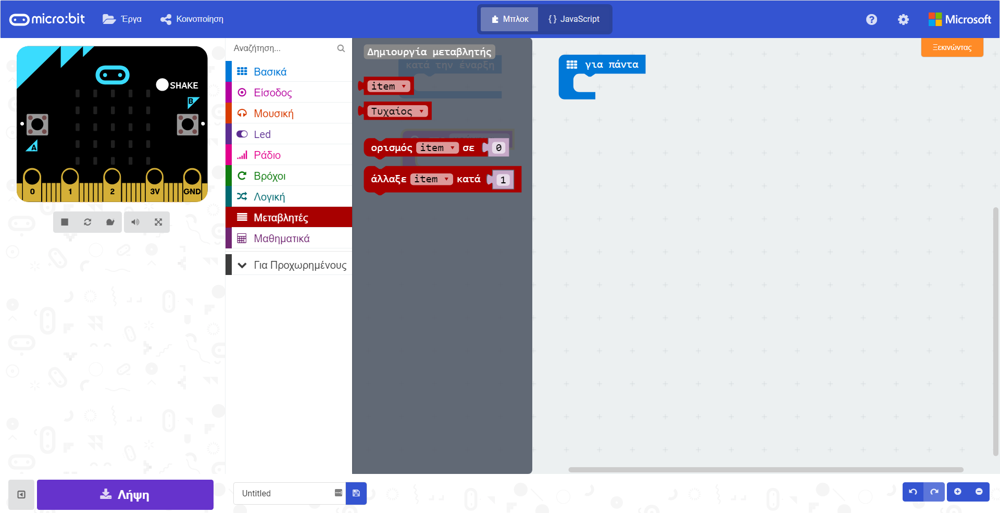 micro:bit
Έργα
Κοινοποίηση
Μπλοκ
{ } JavaScript
Microsoft
SHAKE
B
A
0 1 2 3V GND
Αναζήτηση...
Βασικά
Είσοδος
Μουσική
Led
Ράδιο
Βρόχοι
Λογική
Μεταβλητές
Μαθηματικά
Για Προχωρημένους
Δημιουργία μεταβλητής
κατά την έναρξη
item
Τυχαίος
ορισμός item σε 0
άλλαξε item κατά 1
για πάντα
Ξεκινώντας
Λήψη
Untitled